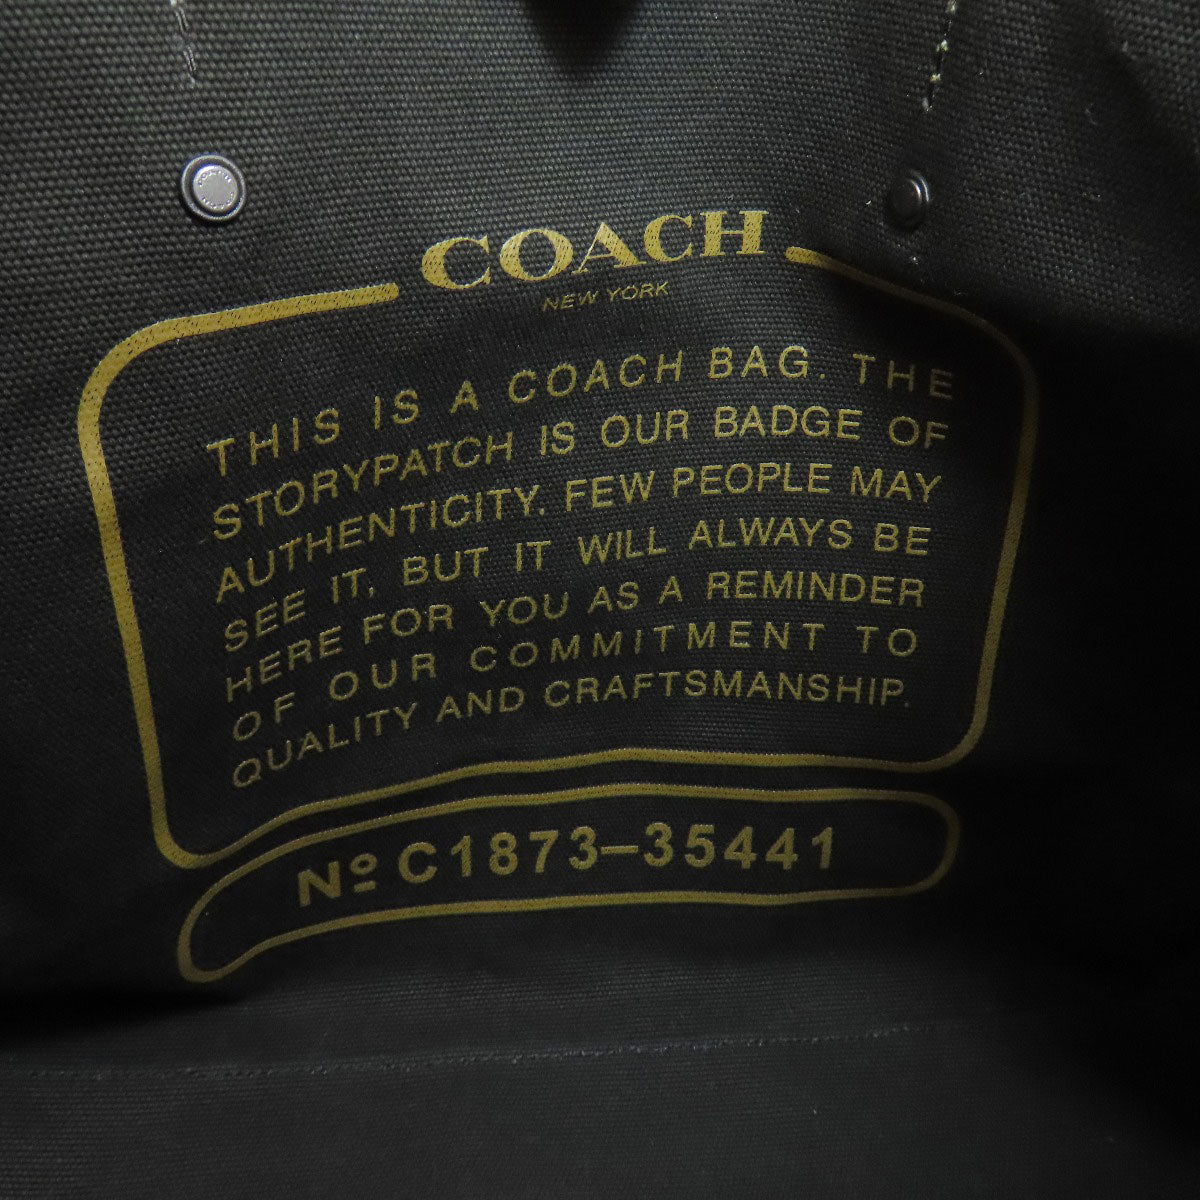 COACH
NEW YORK
THIS IS A COACH BAG. THE
STORYPATCH IS OUR BADGE OF
AUTHENTICITY. FEW PEOPLE MAY
SEE IT, BUT IT WILL ALWAYS BE
HERE FOR YOU AS A REMINDER
OF OUR COMMITMENT TO
QUALITY AND CRAFTSMANSHIP.
Nº C1873-35441